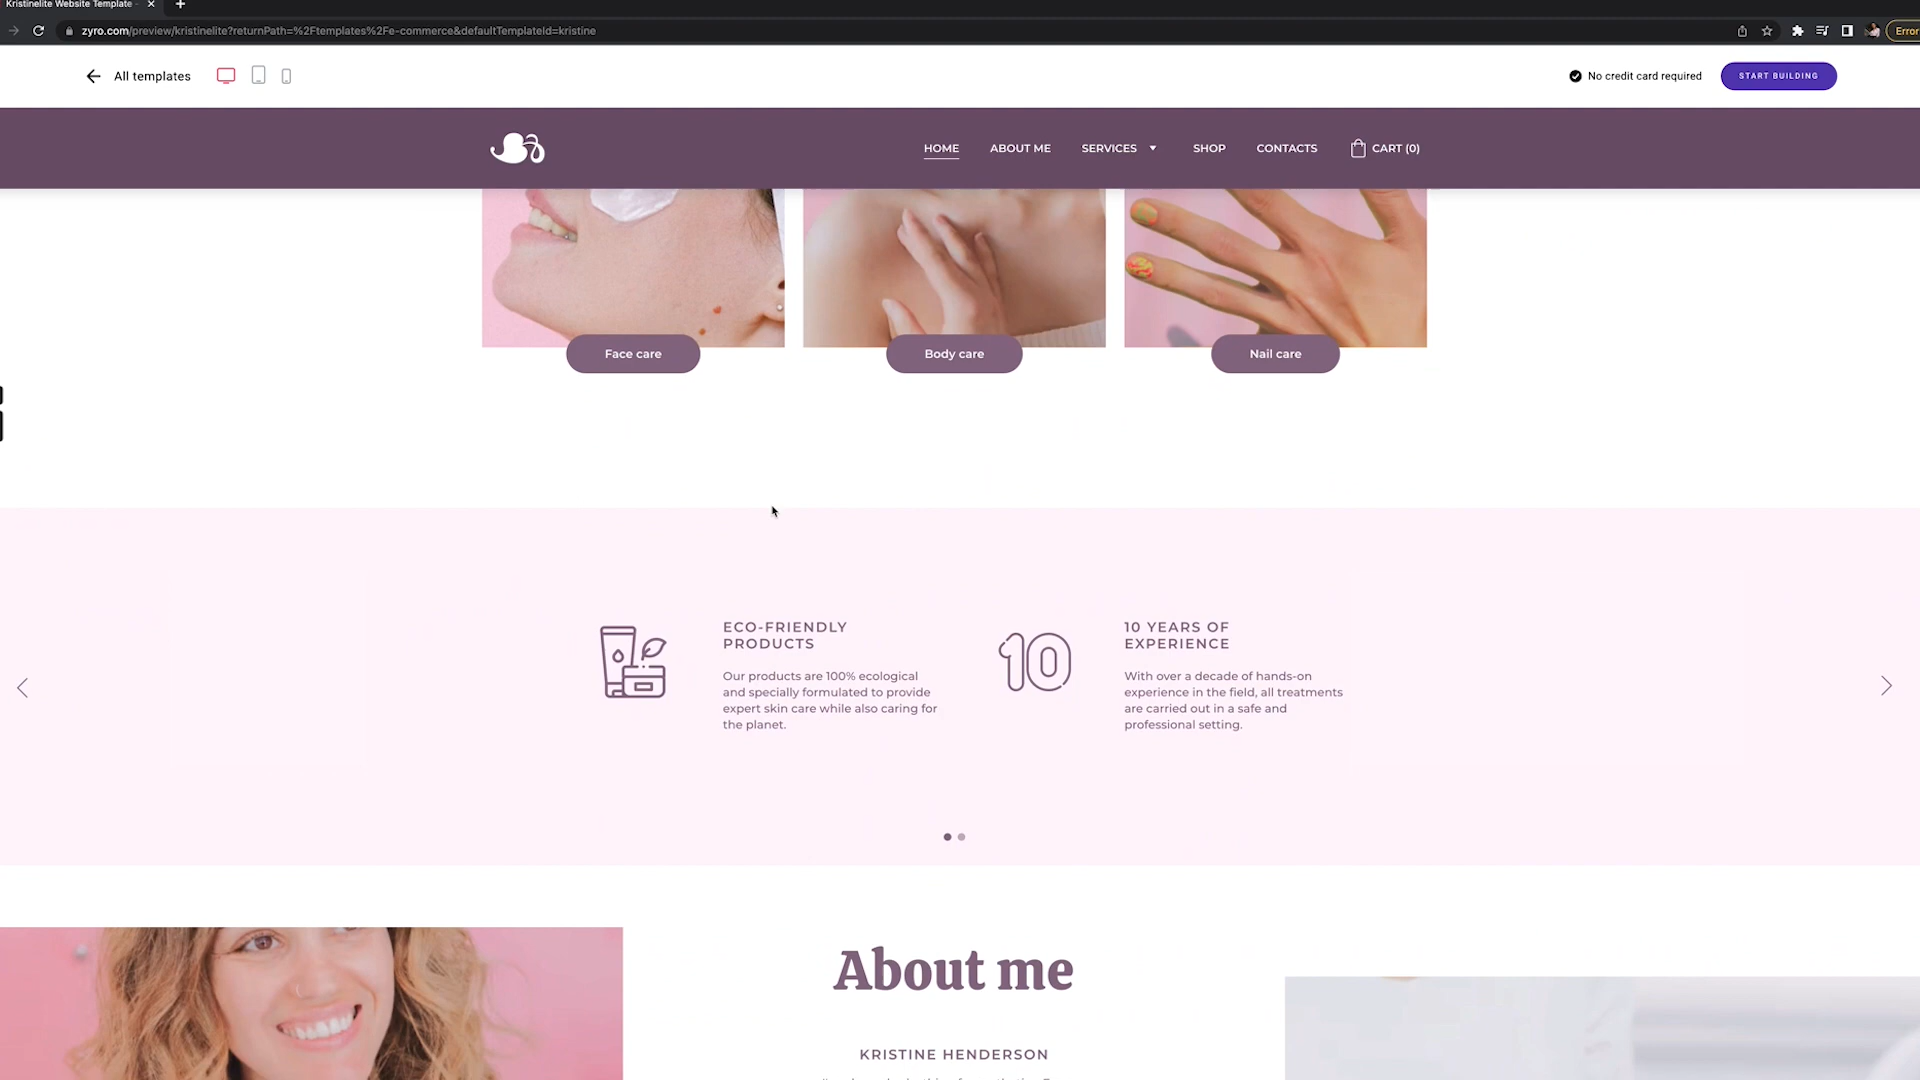 Kristinelite Website Template
zyro.com/preview/kristinelite?returnPath=%2Ftemplates%2Fe-commerce&defaultTemplateId=kristine
Error
All templates
No credit card required
START BUILDING
HOME
ABOUT ME
SERVICES
SHOP
CONTACTS
CART (0)
Face care
Body care
Nail care
ECO-FRIENDLY
PRODUCTS
Our products are 100% ecological
and specially formulated to provide
expert skin care while also caring for
the planet.
10
10 YEARS OF
EXPERIENCE
With over a decade of hands-on
experience in the field, all treatments
are carried out in a safe and
professional setting.
About me
KRISTINE HENDERSON